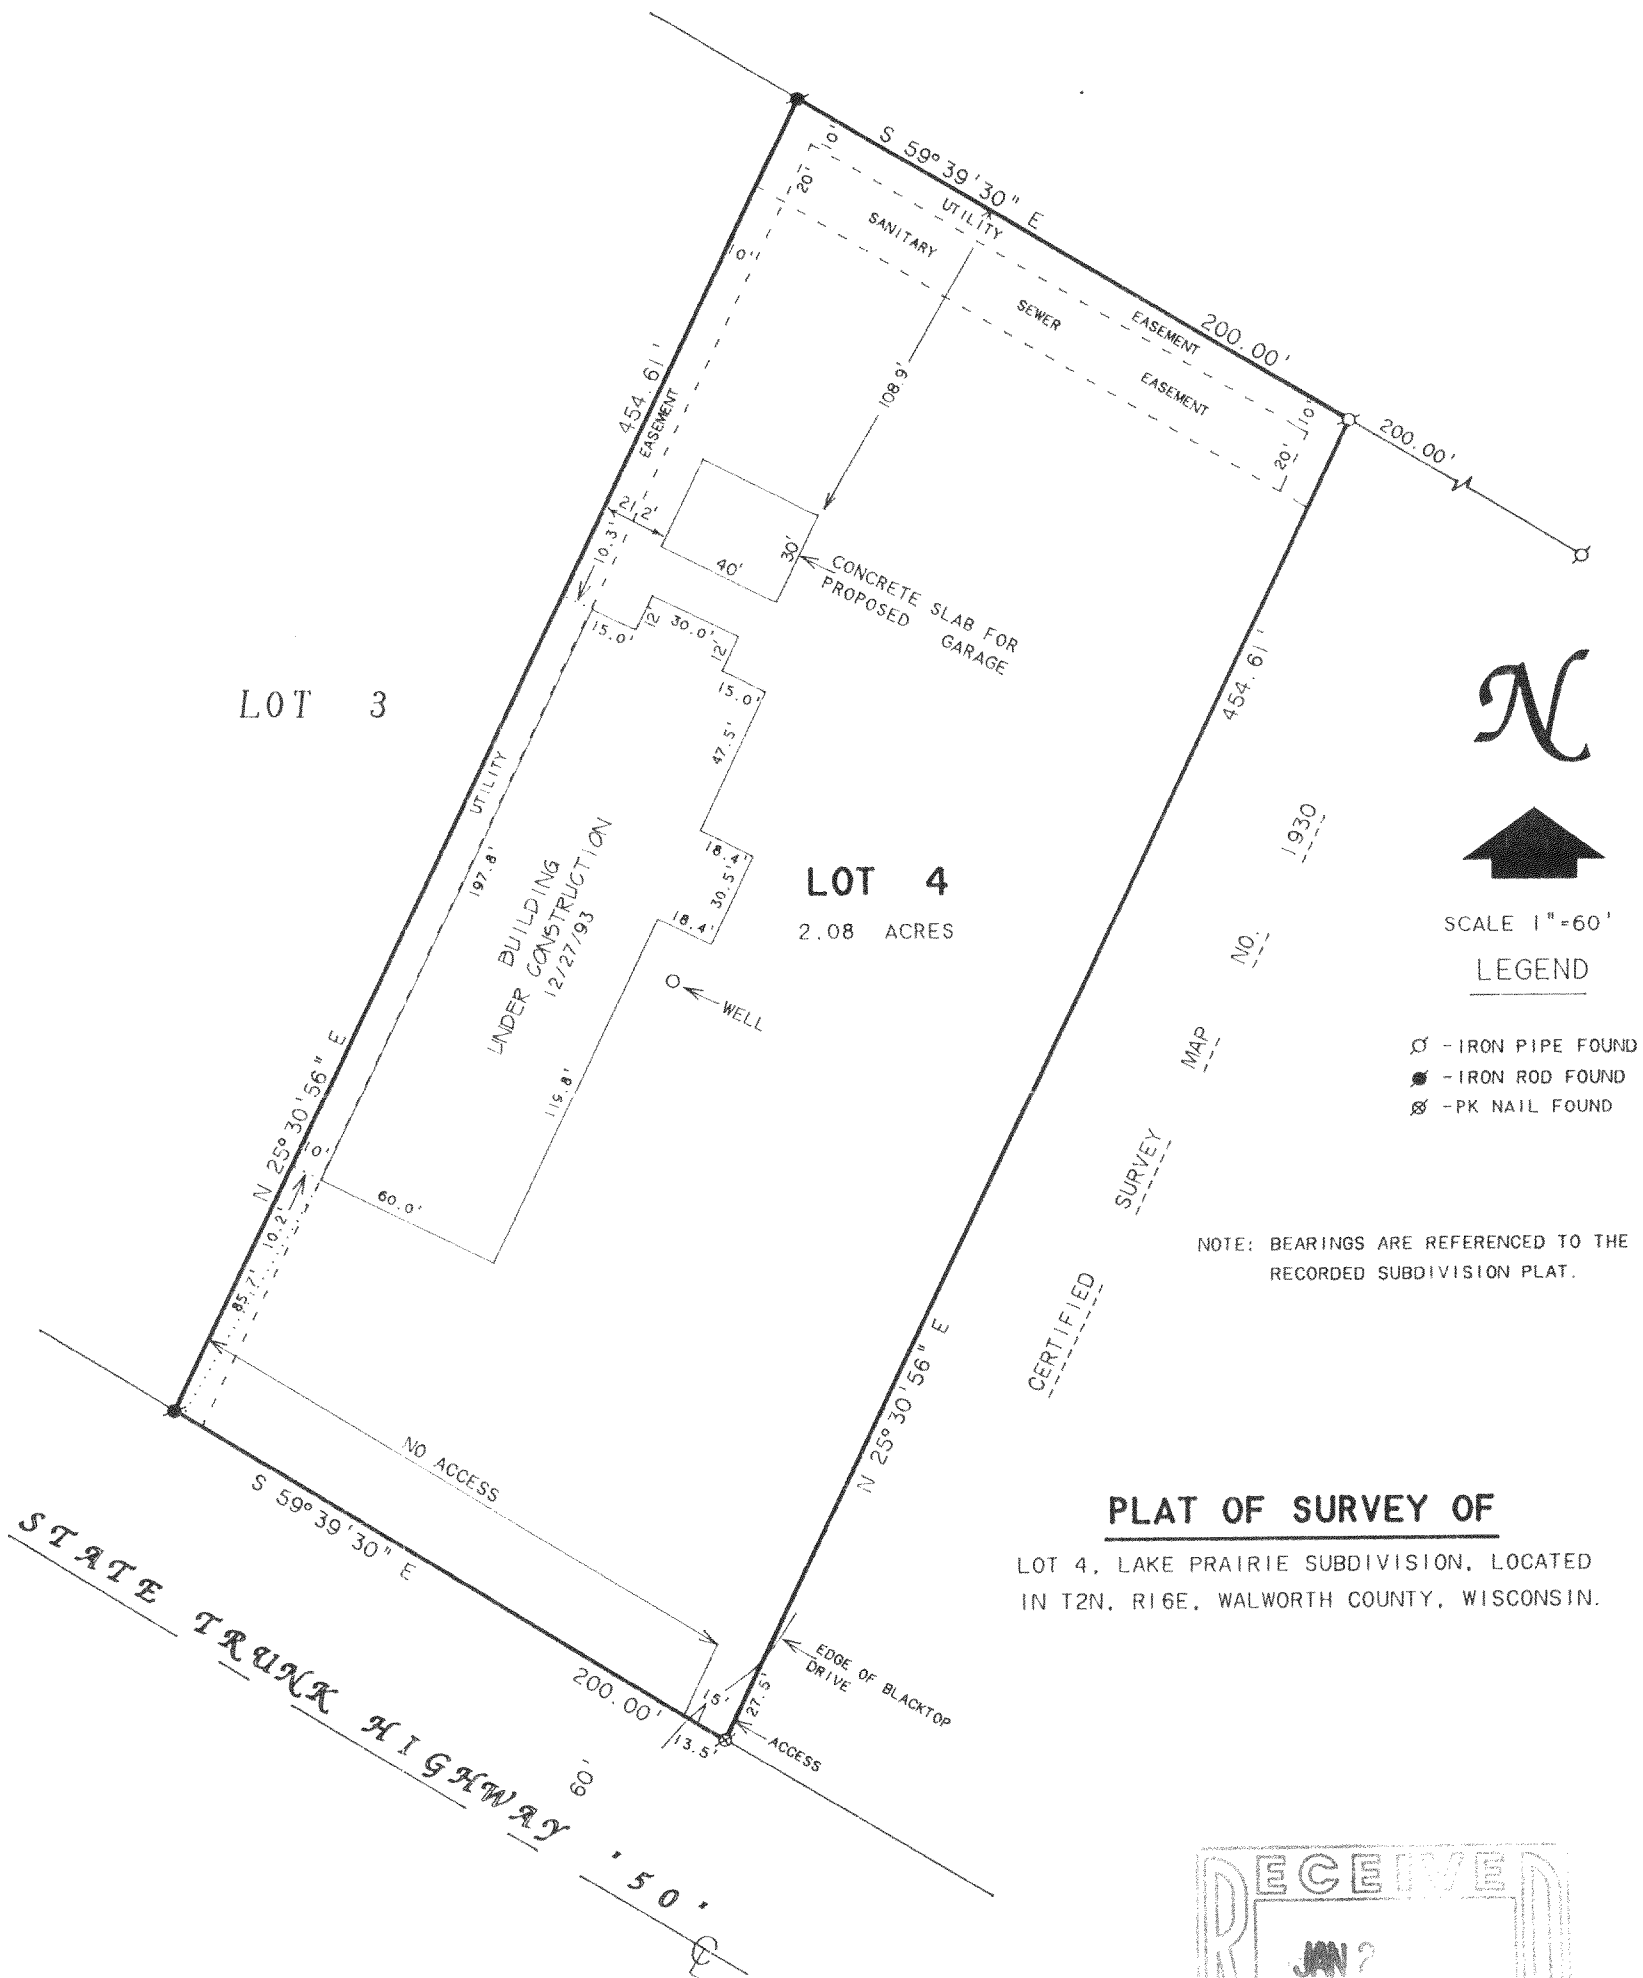 S 59° 39' 30" E
10'
20'
UTILITY
SANITARY
10'
SEWER
EASEMENT
200.00'
EASEMENT
108.9'
454.61'
EASEMENT
10'
20'
200.00'
21.2'
10.3'
40'
30'
CONCRETE SLAB FOR
PROPOSED GARAGE
15.0'
12'
30.0'
12'
15.0'
47.5'
454.61'
LOT 3
UTILITY
197.8'
BUILDING
UNDER CONSTRUCTION
12/27/93
18.4'
30.5'
18.4'
LOT 4
2.08 ACRES
WELL
119.8'
N
SCALE 1"=60'
LEGEND
-IRON PIPE FOUND
-IRON ROD FOUND
-PK NAIL FOUND
CERTIFIED SURVEY MAP NO. 1930
N 25° 30' 56" E
10'
10.2'
85.7'
60.0'
NOTE: BEARINGS ARE REFERENCED TO THE
RECORDED SUBDIVISION PLAT.
N 25° 30' 56" E
NO ACCESS
S 59° 39' 30" E
200.00'
PLAT OF SURVEY OF
LOT 4, LAKE PRAIRIE SUBDIVISION, LOCATED
IN T2N, R16E, WALWORTH COUNTY, WISCONSIN.
EDGE OF BLACKTOP
DRIVE
15'
27.5'
13.5'
ACCESS
60'
STATE TRUNK HIGHWAY '50'
RECEIVED
JAN 2